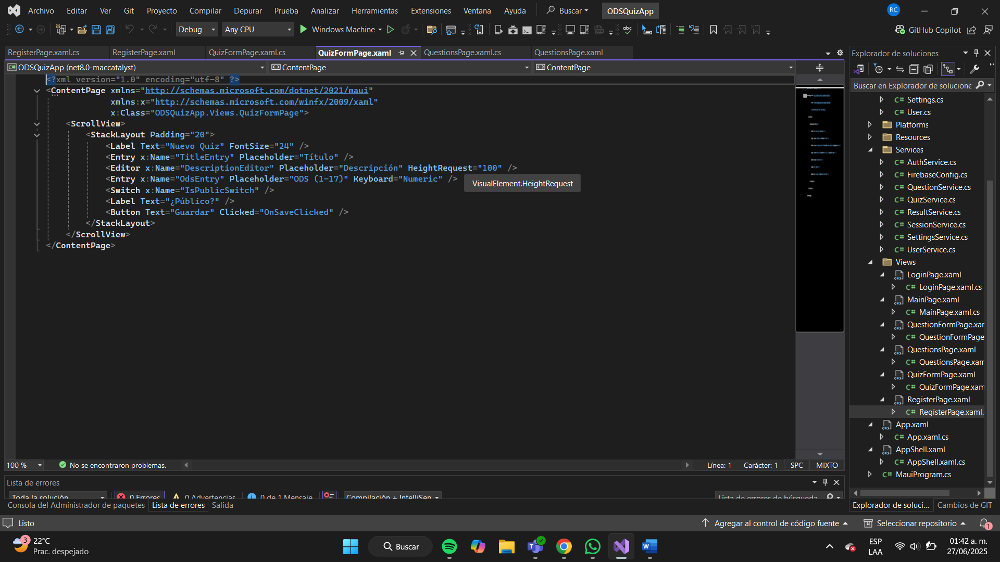 Archivo Editar Ver Git Proyecto Compilar Depurar Prueba Analizar Herramientas Extensiones Ventana Ayuda Buscar ODSQuizApp RC
Debug Any CPU Windows Machine abc GitHub Copilot
RegisterPage.xaml.cs RegisterPage.xaml QuizFormPage.xaml.cs QuizFormPage.xaml QuestionsPage.xaml.cs QuestionsPage.xaml
ODSQuizApp (net8.0-maccatalyst) ContentPage ContentPage
<?xml version="1.0" encoding="utf-8" ?>
<ContentPage xmlns="http://schemas.microsoft.com/dotnet/2021/maui"
xmlns:x="http://schemas.microsoft.com/winfx/2009/xaml"
x:Class="ODSQuizApp.Views.QuizFormPage">
<ScrollView>
<StackLayout Padding="20">
<Label Text="Nuevo Quiz" FontSize="24" />
<Entry x:Name="TitleEntry" Placeholder="Título" />
<Editor x:Name="DescriptionEditor" Placeholder="Descripción" HeightRequest="100" />
<Entry x:Name="OdsEntry" Placeholder="ODS (1-17)" Keyboard="Numeric" />
VisualElement.HeightRequest
<Switch x:Name="IsPublicSwitch" />
<Label Text="¿Público?" />
<Button Text="Guardar" Clicked="OnSaveClicked" />
</StackLayout>
</ScrollView>
</ContentPage>
100 % No se encontraron problemas. Línea: 1 Carácter: 1 SPC MIXTO
Lista de errores
Toda la solución 0 Errores 0 Advertencias 0 de 1 Mensaje Compilación + IntelliSen Lista de errores de búsqueda
Consola del Administrador de paquetes Lista de errores Salida
Explorador de soluciones
Buscar en Explorador de solucione
C# Settings.cs
C# User.cs
Platforms
Resources
Services
C# AuthService.cs
C# FirebaseConfig.cs
C# QuestionService.cs
C# QuizService.cs
C# ResultService.cs
C# SessionService.cs
C# SettingsService.cs
C# UserService.cs
Views
LoginPage.xaml
C# LoginPage.xaml.cs
MainPage.xaml
C# MainPage.xaml.cs
QuestionFormPage.xar
C# QuestionFormPage
QuestionsPage.xaml
C# QuestionsPage.xam
QuizFormPage.xaml
C# QuizFormPage.xam
RegisterPage.xaml
C# RegisterPage.xaml.
App.xaml
C# App.xaml.cs
AppShell.xaml
C# AppShell.xaml.cs
C# MauiProgram.cs
Explorador de soluci... Cambios de GIT
Listo Agregar al control de código fuente Seleccionar repositorio 1
3 22°C
Prac. despejado
Buscar
ESP
LAA
01:42 a. m.
27/06/2025